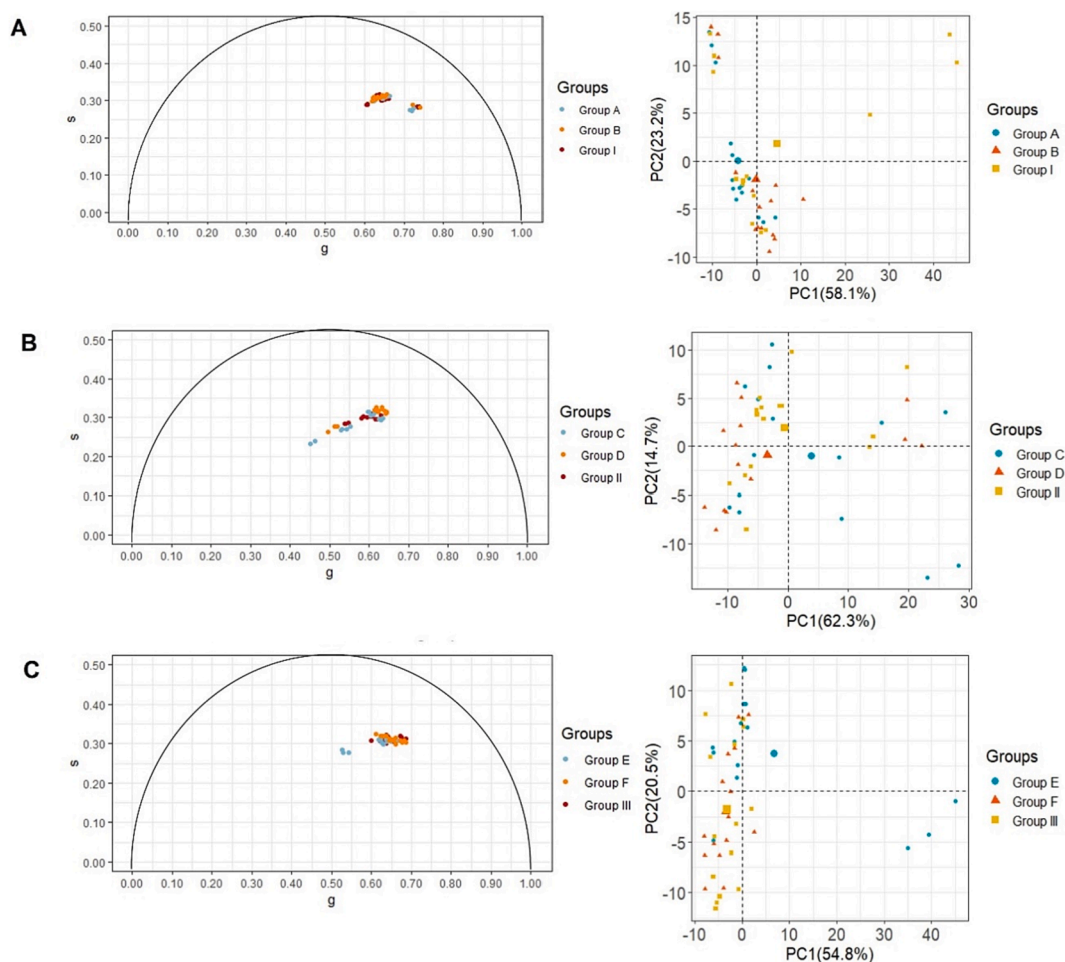 A
0.50
0.40
0.30
0.20
0.10
0.00
s
0.00 0.10 0.20 0.30 0.40 0.50 0.60 0.70 0.80 0.90 1.00
g
Groups
Group A
Group B
Group I
15
10
5
0
-5
-10
PC2(23.2%)
-10 0 10 20 30 40
PC1(58.1%)
Groups
Group A
Group B
Group I
B
0.50
0.40
0.30
0.20
0.10
0.00
s
0.00 0.10 0.20 0.30 0.40 0.50 0.60 0.70 0.80 0.90 1.00
g
Groups
Group C
Group D
Group II
10
5
0
-5
-10
PC2(14.7%)
-10 0 10 20 30
PC1(62.3%)
Groups
Group C
Group D
Group II
C
0.50
0.40
0.30
0.20
0.10
0.00
s
0.00 0.10 0.20 0.30 0.40 0.50 0.60 0.70 0.80 0.90 1.00
g
Groups
Group E
Group F
Group III
10
5
0
-5
-10
PC2(20.5%)
0 10 20 30 40
PC1(54.8%)
Groups
Group E
Group F
Group III